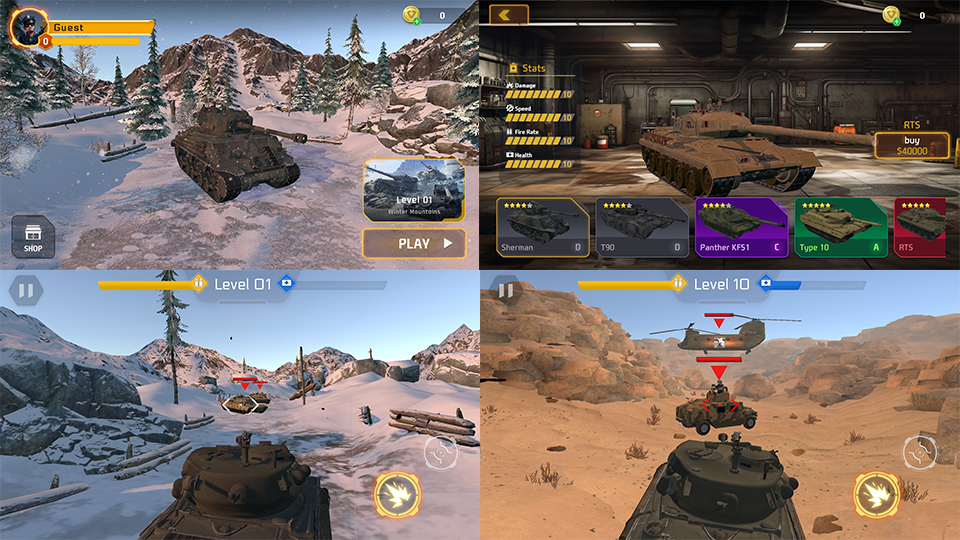 Guest
0
0
Level 01
Winter Mountains
SHOP
PLAY
0
Stats
Damage
10
Speed
10
Fire Rate
10
Health
10
RTS
buy
$40000
Sherman
D
T90
D
Panther KF51
C
Type 10
A
RTS
Level 01
Level 10